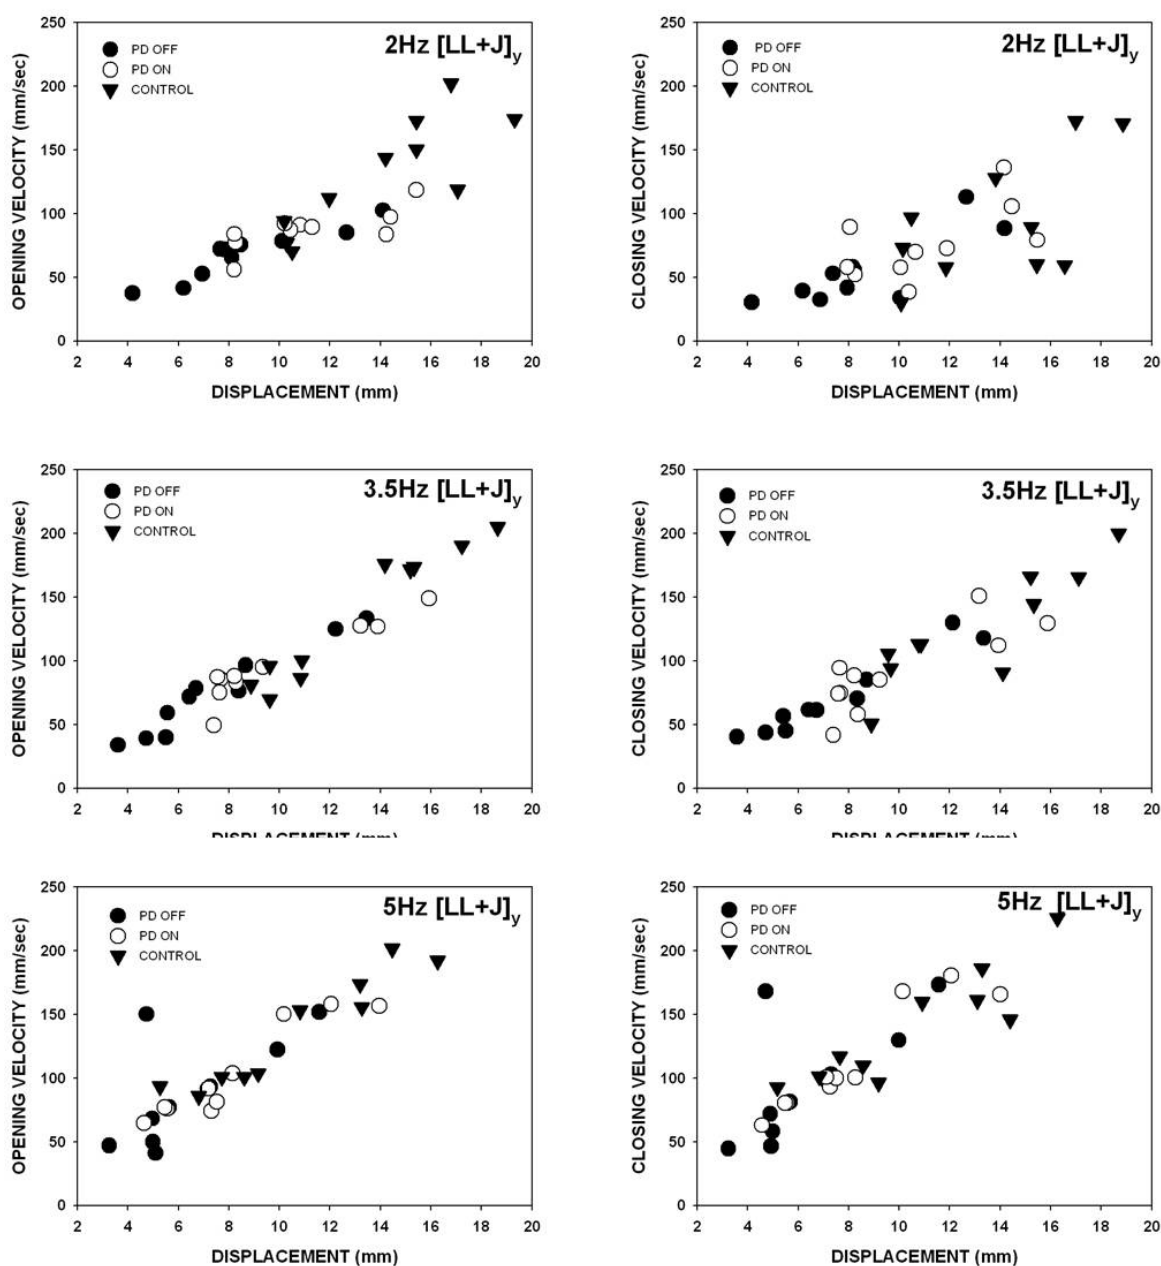 2Hz [LL+J]y
PD OFF
PD ON
CONTROL
OPENING VELOCITY (mm/sec)
250
200
150
100
50
0
2 4 6 8 10 12 14 16 18 20
DISPLACEMENT (mm)
2Hz [LL+J]y
PD OFF
PD ON
CONTROL
CLOSING VELOCITY (mm/sec)
250
200
150
100
50
0
2 4 6 8 10 12 14 16 18 20
DISPLACEMENT (mm)
3.5Hz [LL+J]y
PD OFF
PD ON
CONTROL
OPENING VELOCITY (mm/sec)
250
200
150
100
50
0
2 4 6 8 10 12 14 16 18 20
DISPLACEMENT (mm)
3.5Hz [LL+J]y
PD OFF
PD ON
CONTROL
CLOSING VELOCITY (mm/sec)
250
200
150
100
50
0
2 4 6 8 10 12 14 16 18 20
DISPLACEMENT (mm)
5Hz [LL+J]y
PD OFF
PD ON
CONTROL
OPENING VELOCITY (mm/sec)
250
200
150
100
50
0
2 4 6 8 10 12 14 16 18 20
DISPLACEMENT (mm)
5Hz [LL+J]y
PD OFF
PD ON
CONTROL
CLOSING VELOCITY (mm/sec)
250
200
150
100
50
0
2 4 6 8 10 12 14 16 18 20
DISPLACEMENT (mm)